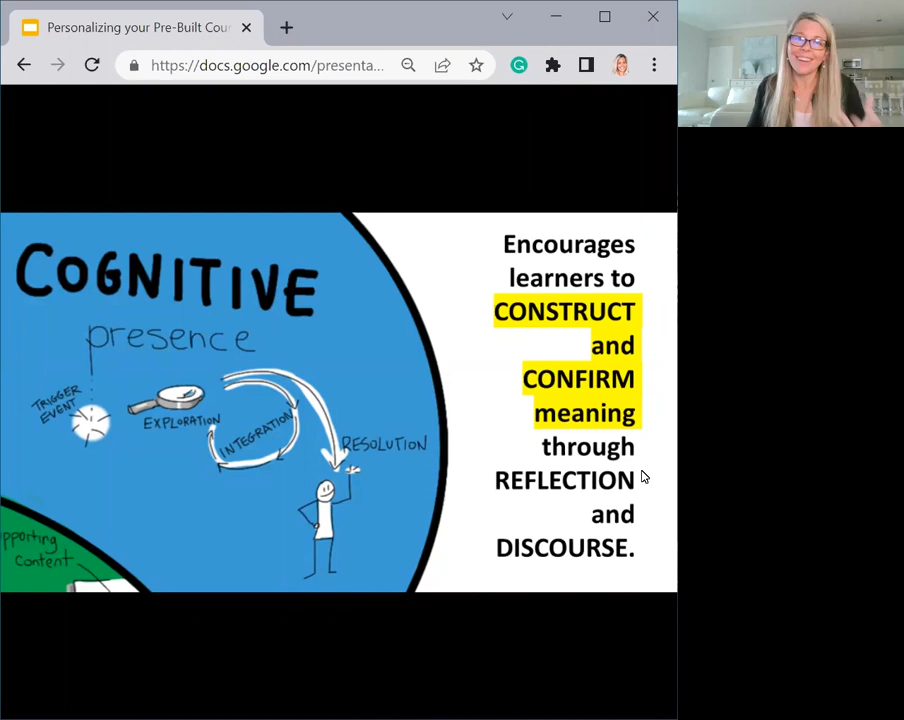 Personalizing your Pre-Built Cour
https://docs.google.com/presenta...
COGNITIVE
presence
TRIGGER
EVENT
EXPLORATION
INTEGRATION
RESOLUTION
pporting
content
Encourages
learners to
CONSTRUCT
and
CONFIRM
meaning
through
REFLECTION
and
DISCOURSE.